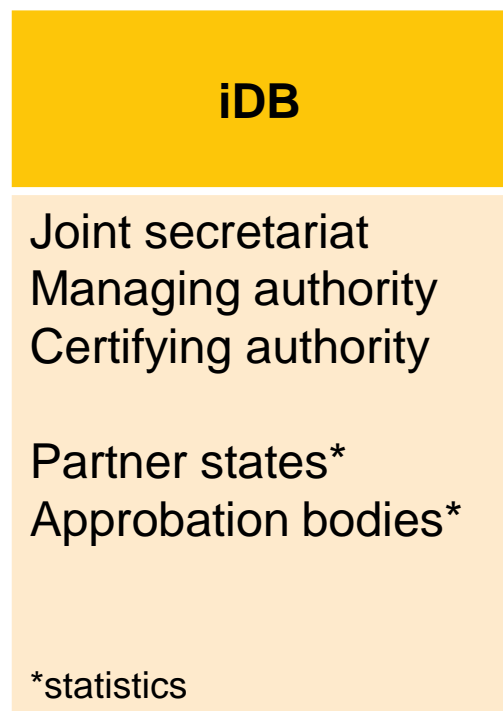 iDB
Joint secretariat
Managing authority
Certifying authority
Partner states*
Approbation bodies*
*statistics